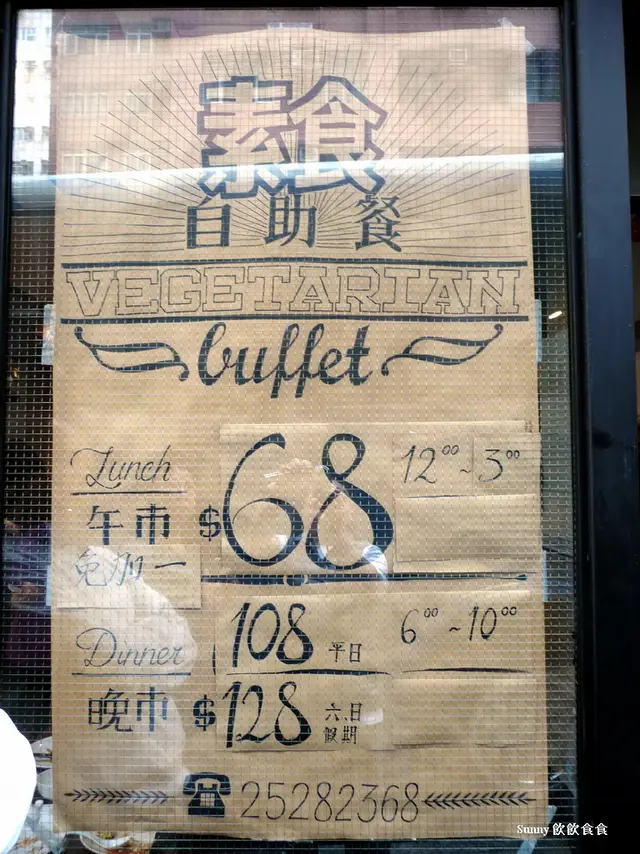 素食
自助餐
VEGETARIAN
buffet
Lunch
午市
免加一
$68
12⁰⁰~3⁰⁰
Dinner
晚市
108 平日
$128 六、日
假期
6⁰⁰~10⁰⁰
25282368
Sunny 飲飲食食